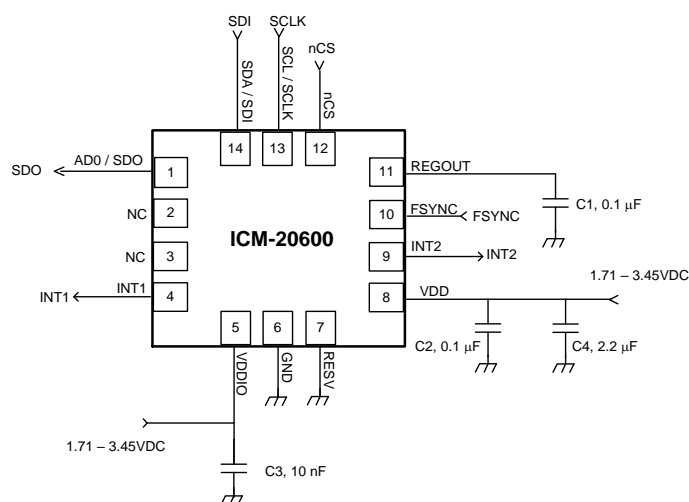 SDI SCLK nCS
SDA / SDI
SCL / SCLK
nCS
14 13 12
SDO AD0 / SDO 1
11 REGOUT
C1, 0.1 µF
NC 2
10 FSYNC FSYNC
ICM-20600
NC 3
9 INT2 INT2
INT1 INT1 4
8 VDD 1.71 – 3.45VDC
5 6 7
C2, 0.1 µF
C4, 2.2 µF
VDDIO
GND
RESV
1.71 – 3.45VDC
C3, 10 nF